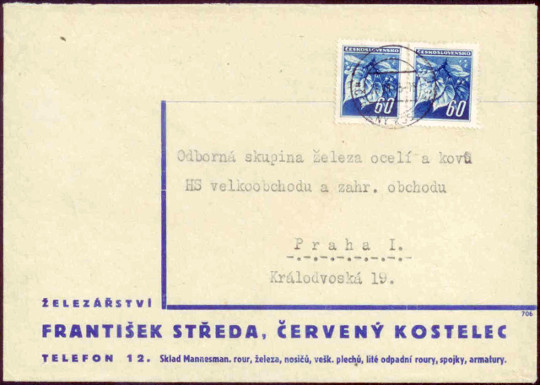 ČESKOSLOVENSKO ČESKOSLOVENSKO
60 60
Odborná skupina železa ocelí a kovů
HS velkoobchodu a zahr. obchodu
Praha I.
Králodvoská 19.
706
ŽELEZÁŘSTVÍ
FRANTIŠEK STŘEDA, ČERVENÝ KOSTELEC
TELEFON 12. Sklad Mannesman. rour, železa, nosičů, vešk. plechů, lité odpadní roury, spojky, armatury.